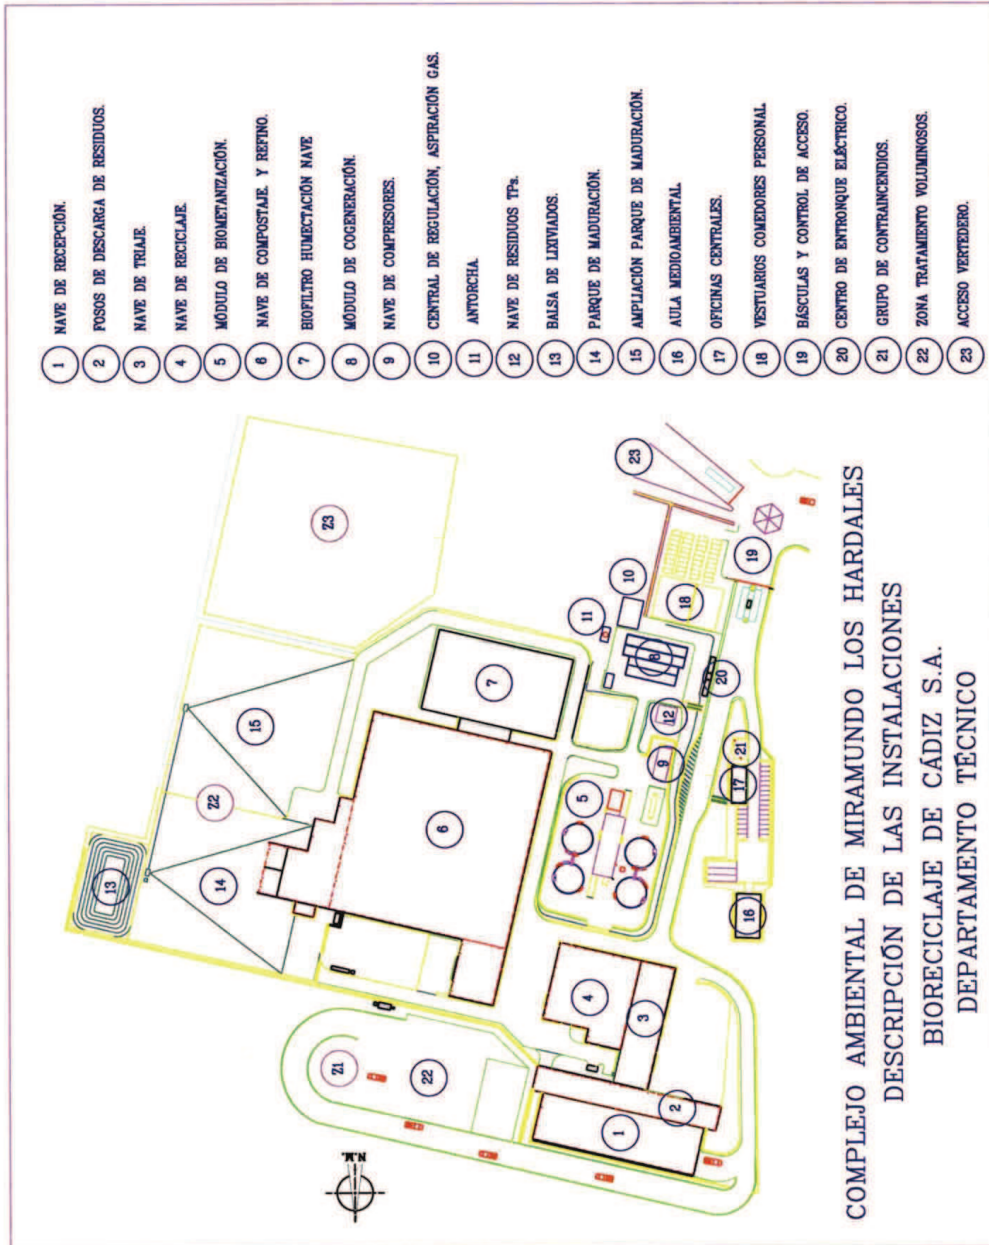 1 NAVE DE RECEPCIÓN.
2 FOSOS DE DESCARGA DE RESIDUOS.
3 NAVE DE TRIAJE.
4 NAVE DE RECICLAJE.
5 MÓDULO DE BIOMETANIZACIÓN.
6 NAVE DE COMPOSTAJE. Y REFINO.
7 BIOFILTRO HUMECTACIÓN NAVE
8 MÓDULO DE COGENERACIÓN.
9 NAVE DE COMPRESORES.
10 CENTRAL DE REGULACIÓN, ASPIRACIÓN GAS.
11 ANTORCHA.
12 NAVE DE RESIDUOS TPs.
13 BALSA DE LIXIVIADOS.
14 PARQUE DE MADURACIÓN.
15 AMPLIACIÓN PARQUE DE MADURACIÓN.
16 AULA MEDIOAMBIENTAL.
17 OFICINAS CENTRALES.
18 VESTUARIOS COMEDORES PERSONAL.
19 BÁSCULAS Y CONTROL DE ACCESO.
20 CENTRO DE ENTRONQUE ELÉCTRICO.
21 GRUPO DE CONTRAINCENDIOS.
22 ZONA TRATAMIENTO VOLUMINOSOS.
23 ACCESO VERTEDERO.
N.M.
Z1
22
1
2
3
4
13
14
Z2
15
Z3
6
7
5
9
12
8
11
10
18
23
19
20
21
17
16
COMPLEJO AMBIENTAL DE MIRAMUNDO LOS HARDALES
DESCRIPCIÓN DE LAS INSTALACIONES
BIORECICLAJE DE CÁDIZ S.A.
DEPARTAMENTO TÉCNICO